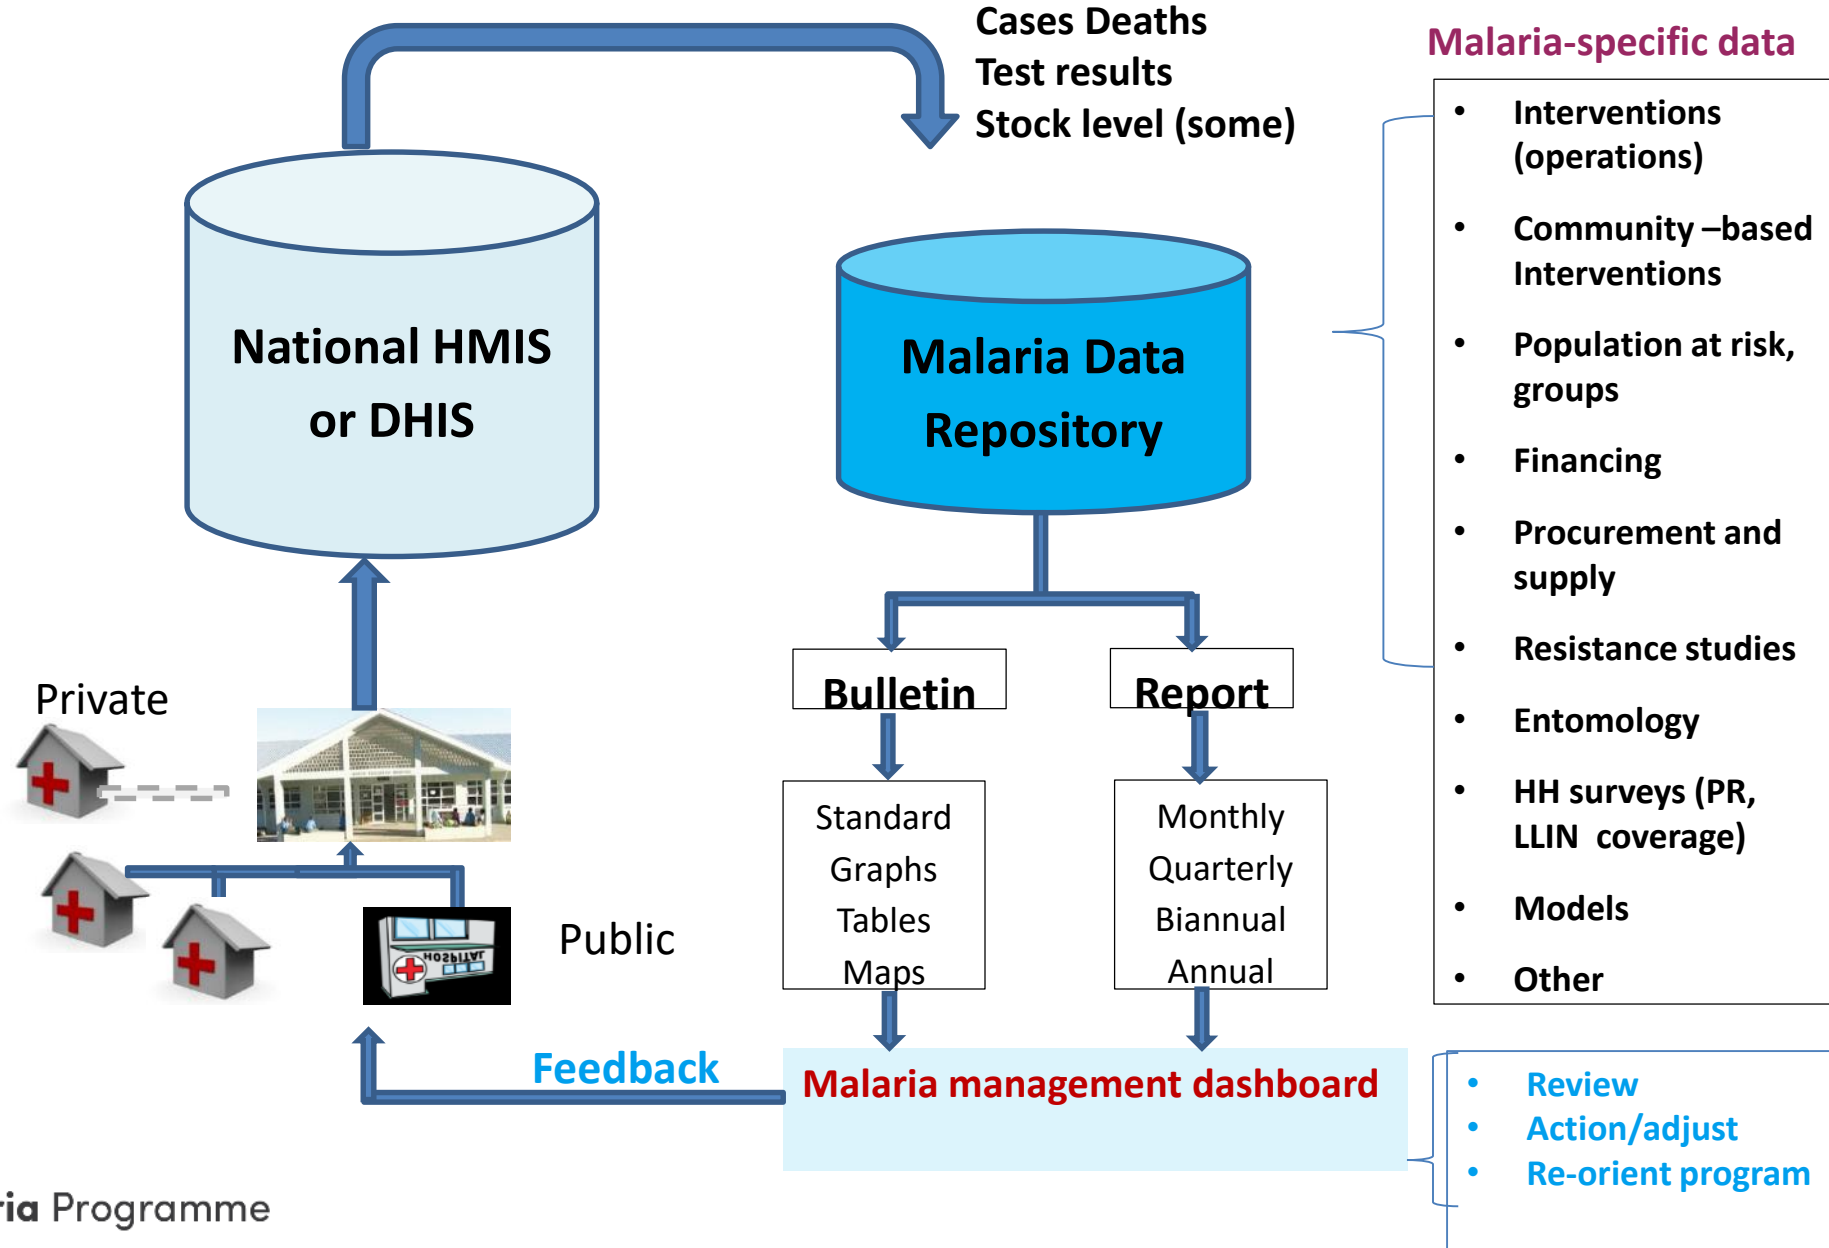 Cases Deaths
Test results
Stock level (some)
Malaria-specific data
• Interventions
(operations)
• Community –based
Interventions
• Population at risk,
groups
• Financing
• Procurement and
supply
• Resistance studies
• Entomology
• HH surveys (PR,
LLIN coverage)
• Models
• Other
National HMIS
or DHIS
Malaria Data
Repository
Private
Public
HOSPITAL
Bulletin
Report
Standard
Graphs
Tables
Maps
Monthly
Quarterly
Biannual
Annual
Feedback
Malaria management dashboard
• Review
• Action/adjust
• Re-orient program
ria Programme